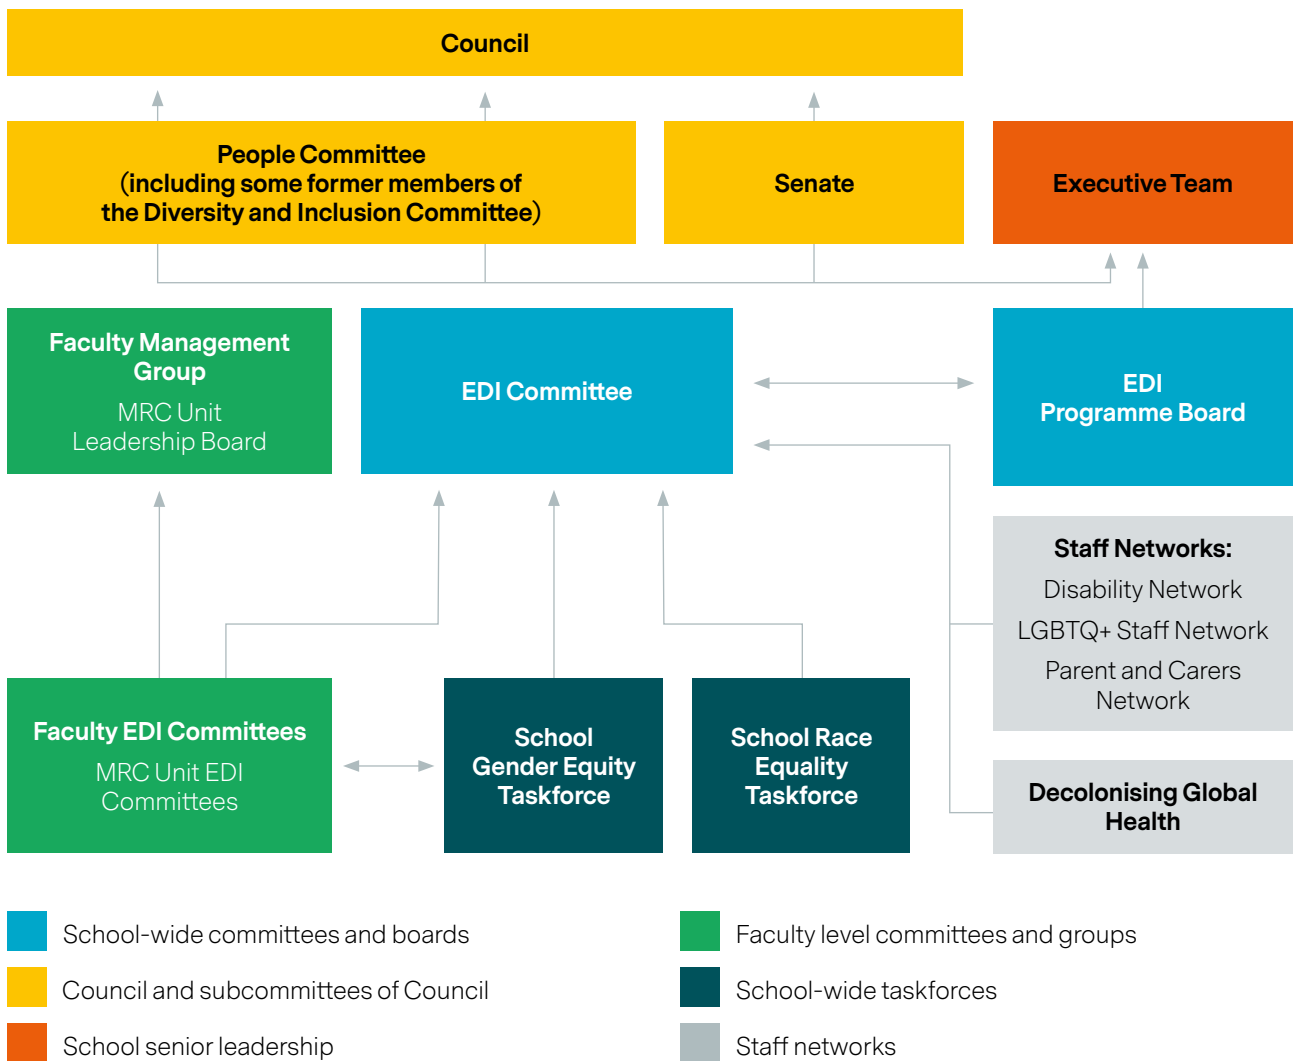 Council
People Committee
(including some former members of
the Diversity and Inclusion Committee)
Senate
Executive Team
Faculty Management
Group
MRC Unit
Leadership Board
EDI Committee
EDI
Programme Board
Staff Networks:
Disability Network
LGBTQ+ Staff Network
Parent and Carers
Network
Faculty EDI Committees
MRC Unit EDI
Committees
School
Gender Equity
Taskforce
School Race
Equality
Taskforce
Decolonising Global
Health
School-wide committees and boards
Council and subcommittees of Council
School senior leadership
Faculty level committees and groups
School-wide taskforces
Staff networks